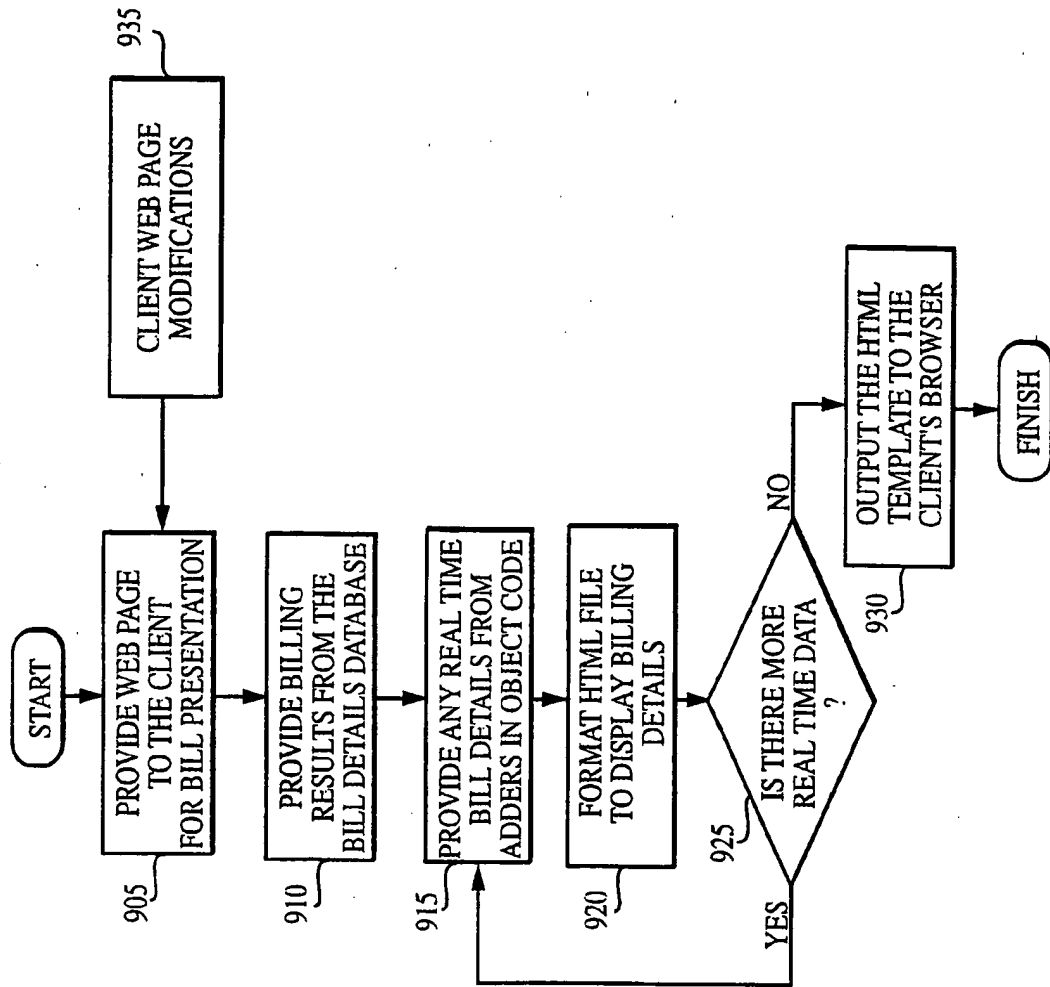 START
PROVIDE WEB PAGE
TO THE CLIENT
FOR BILL PRESENTATION
905
CLIENT WEB PAGE
MODIFICATIONS
935
PROVIDE BILLING
RESULTS FROM THE
BILL DETAILS DATABASE
910
PROVIDE ANY REAL TIME
BILL DETAILS FROM
ADDERS IN OBJECT CODE
915
FORMAT HTML FILE
TO DISPLAY BILLING
DETAILS
920
IS THERE MORE
REAL TIME DATA
?
925
YES
NO
OUTPUT THE HTML
TEMPLATE TO THE
CLIENT'S BROWSER
930
FINISH